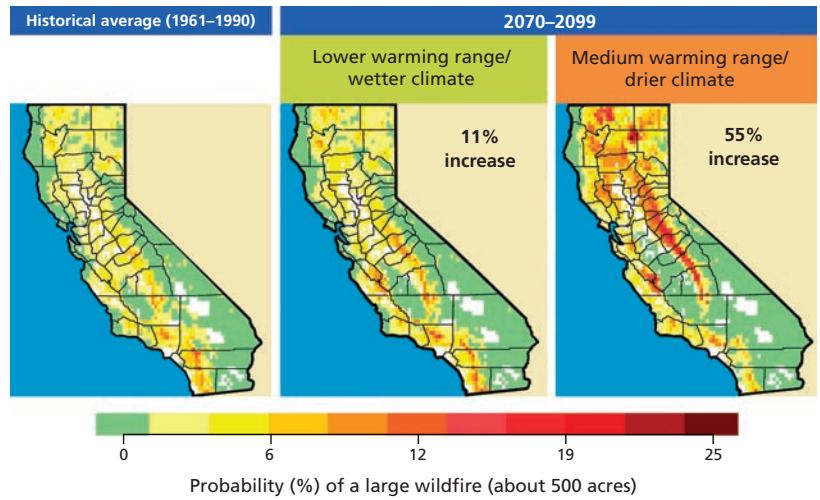 Historical average (1961–1990)
2070–2099
Lower warming range/
wetter climate
Medium warming range/
drier climate
11%
increase
55%
increase
0 6 12 19 25
Probability (%) of a large wildfire (about 500 acres)